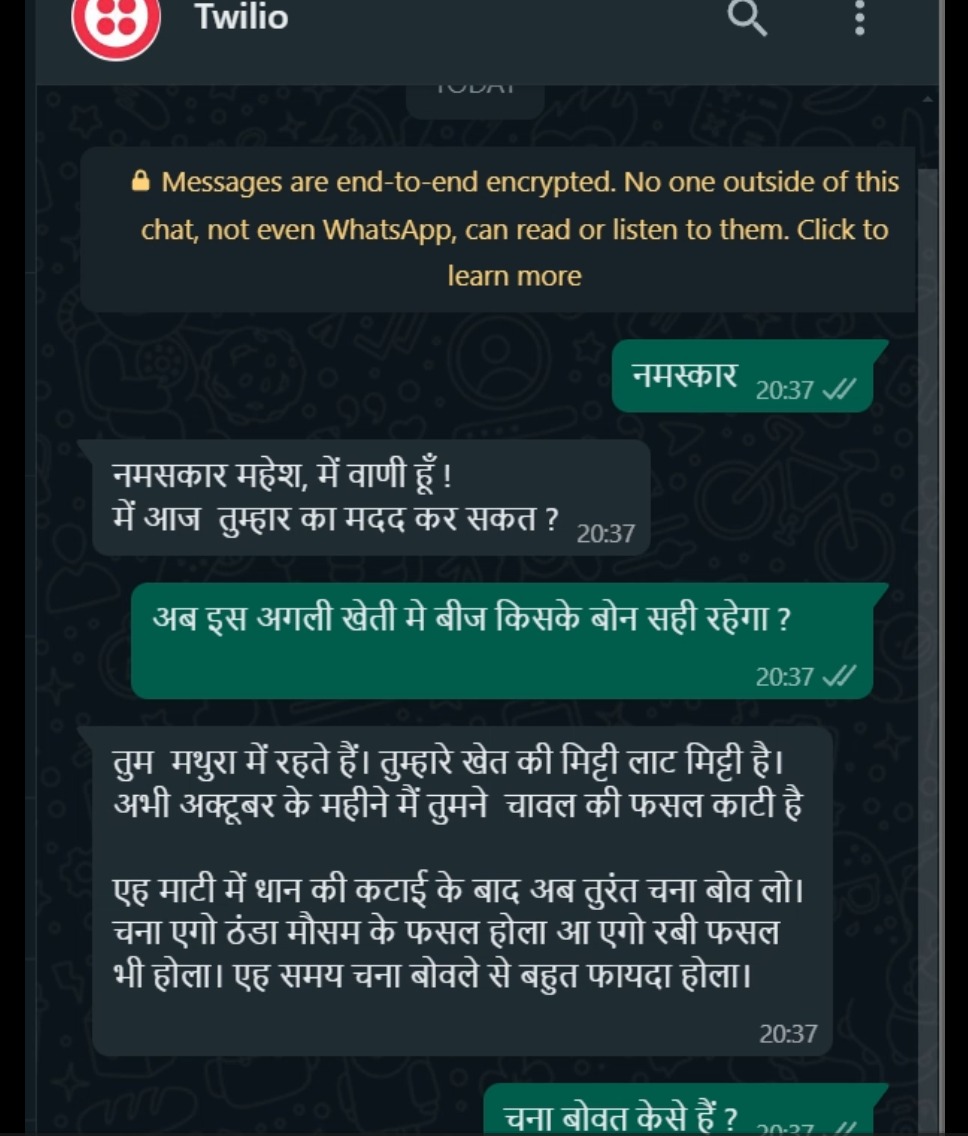 Twilio
TODAY
Messages are end-to-end encrypted. No one outside of this
chat, not even WhatsApp, can read or listen to them. Click to
learn more
नमस्कार 20:37
नमसकार महेश, में वाणी हूँ !
में आज तुम्हार का मदद कर सकत ? 20:37
अब इस अगली खेती मे बीज किसके बोन सही रहेगा ?
20:37
तुम मथुरा में रहते हैं। तुम्हारे खेत की मिट्टी लाट मिट्टी है।
अभी अक्टूबर के महीने मैं तुमने चावल की फसल काटी है
एह माटी में धान की कटाई के बाद अब तुरंत चना बोव लो।
चना एगो ठंडा मौसम के फसल होला आ एगो रबी फसल
भी होला। एह समय चना बोवले से बहुत फायदा होला।
20:37
चना बोवत केसे हैं ? 20:37